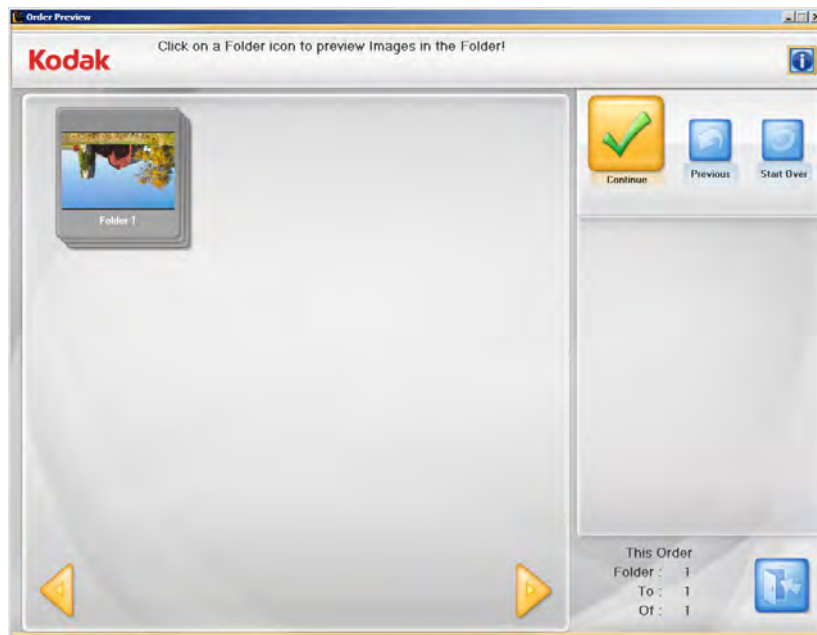 Order Preview
Kodak
Click on a Folder icon to preview Images in the Folder!
Folder 1
Continue
Previous
Start Over
This Order
Folder : 1
To : 1
Of : 1